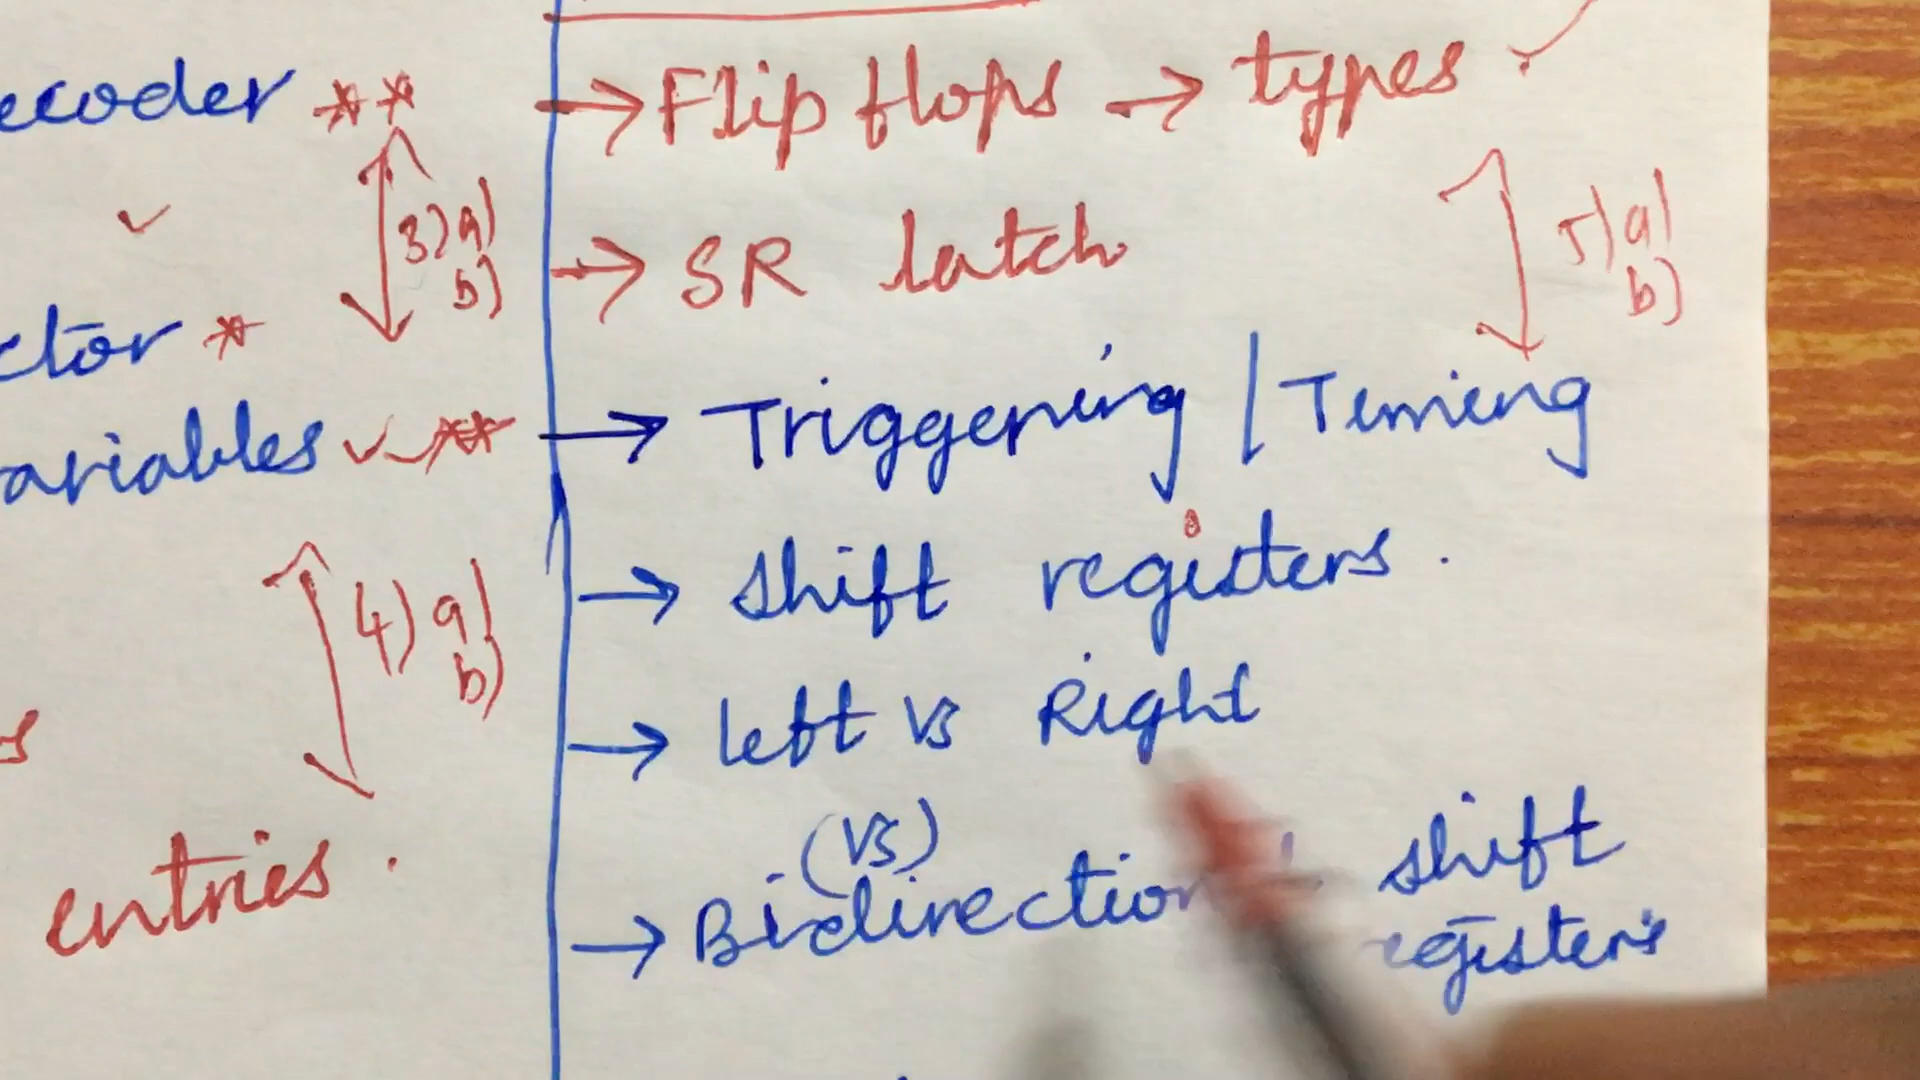 ecoder **
3) a)
b)
ctor *
ariables **
4) a)
b)
s
entries.
→ Flip flops → types
→ SR latch
5) a)
b)
→ Triggering | Timing
→ shift registers.
→ left vs Right
(vs)
→ Bidirection shift
egisters